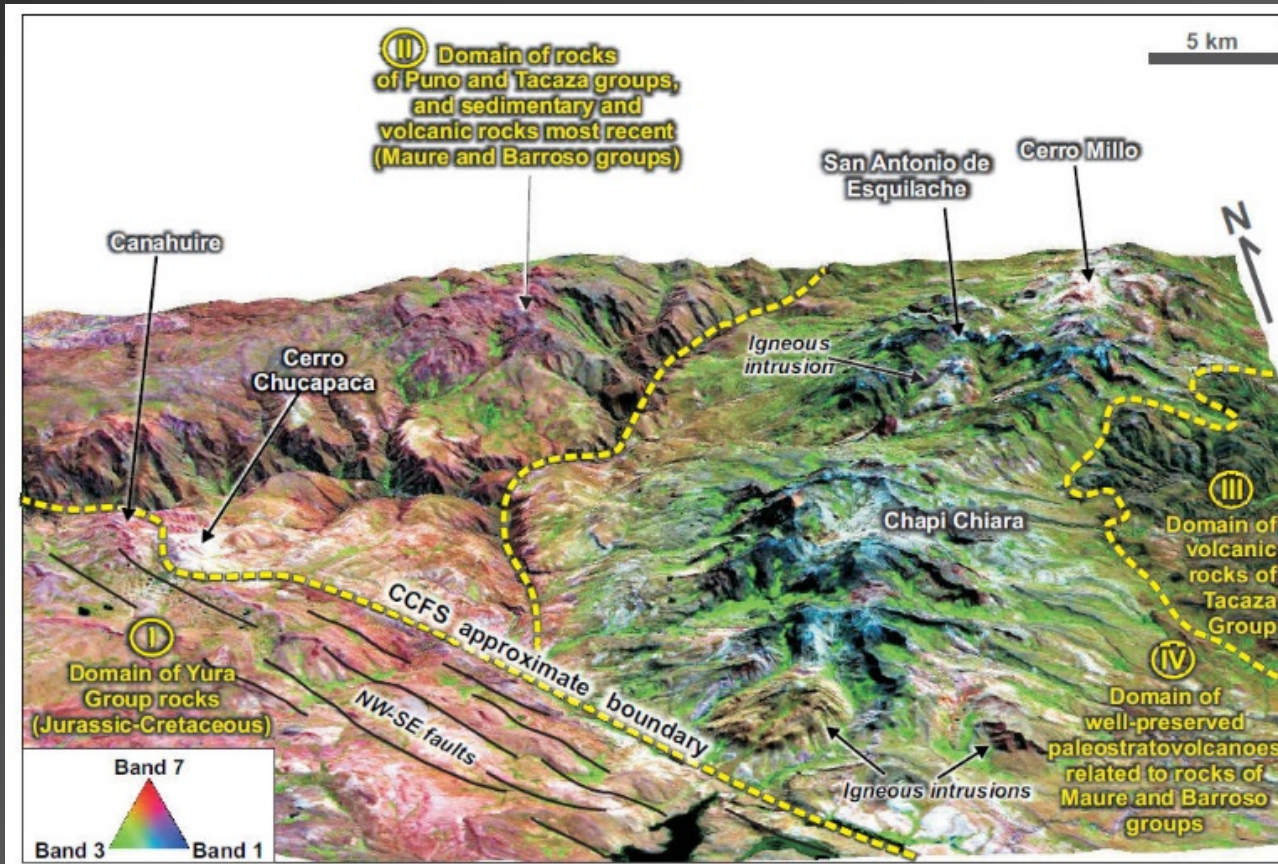 5 km
II Domain of rocks
of Puno and Tacaza groups,
and sedimentary and
volcanic rocks most recent
(Maure and Barroso groups)
San Antonio de
Esquilache
Cerro Millo
N
Canahuire
Cerro
Chucapaca
Igneous
intrusion
Chapi Chiara
III
Domain of
volcanic
rocks of
Tacaza
Group
CCFS approximate boundary
I
Domain of Yura
Group rocks
(Jurassic-Cretaceous)
NW-SE faults
IV
Domain of
well-preserved
paleostratovolcanoes
related to rocks of
Maure and Barroso
groups
Igneous intrusions
Band 7
Band 3 Band 1